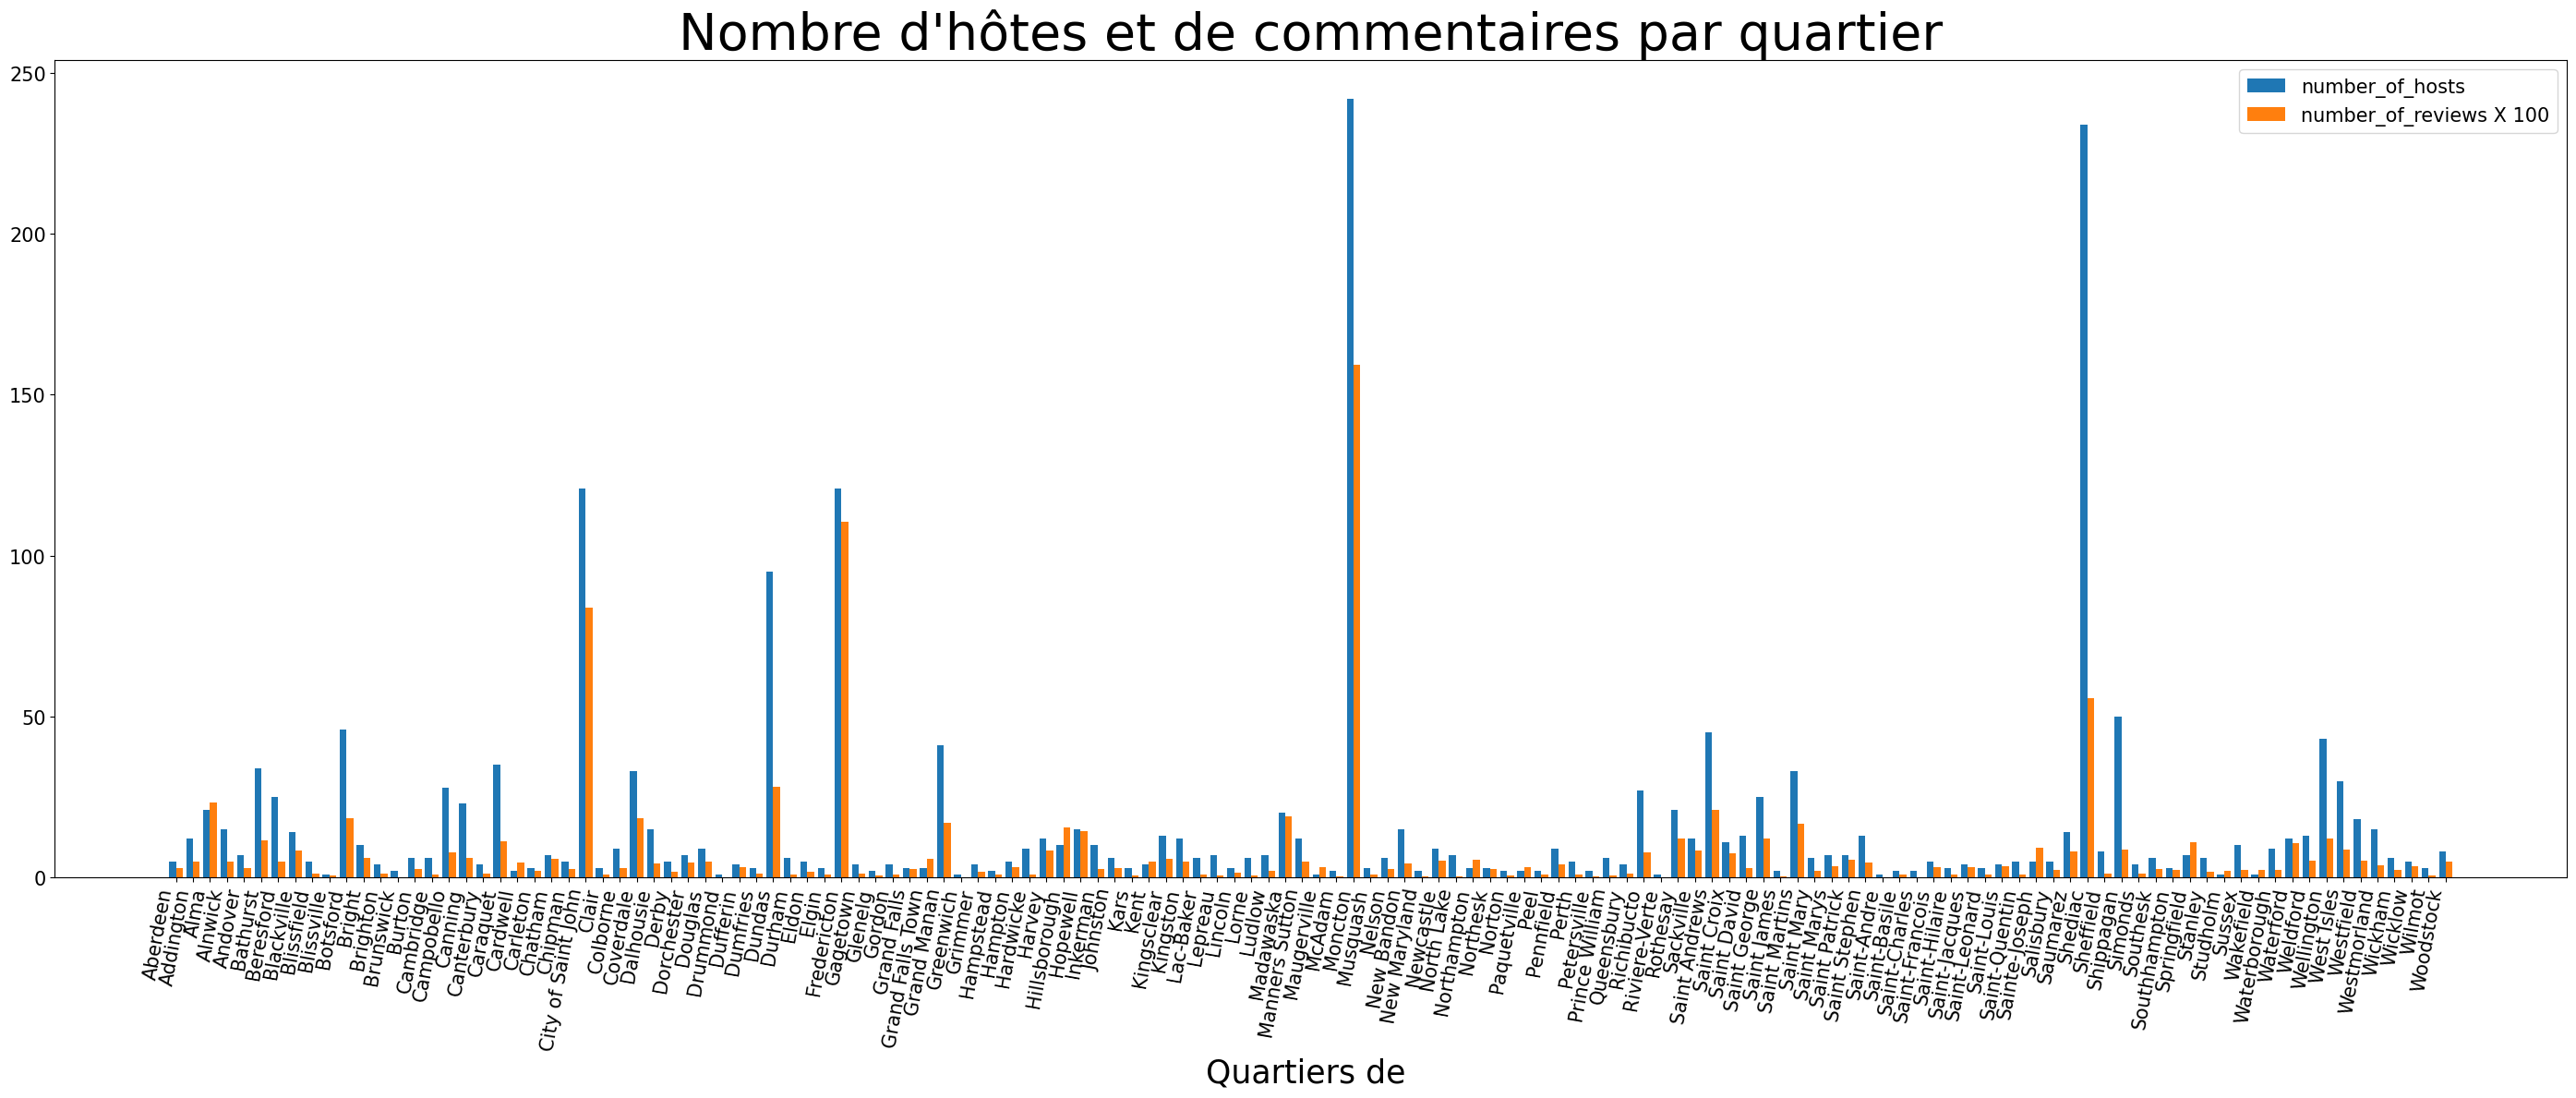 Nombre d'hôtes et de commentaires par quartier
number_of_hosts
number_of_reviews X 100
250
200
150
100
50
0
Aberdeen
Addington
Alma
Alnwick
Andover
Bathurst
Beresford
Blackville
Blissfield
Blissville
Botsford
Bright
Brighton
Brunswick
Burton
Cambridge
Campobello
Canning
Canterbury
Caraquet
Cardwell
Carleton
Chatham
Chipman
City of Saint John
Clair
Colborne
Coverdale
Dalhousie
Derby
Dorchester
Douglas
Drummond
Dufferin
Dumfries
Dundas
Durham
Eldon
Elgin
Fredericton
Gagetown
Glenelg
Gordon
Grand Falls
Grand Falls Town
Grand Manan
Greenwich
Grimmer
Hampstead
Hampton
Hardwicke
Harvey
Hillsborough
Hopewell
Inkerman
Johnston
Kars
Kent
Kingsclear
Kingston
Lac-Baker
Lepreau
Lincoln
Lorne
Ludlow
Madawaska
Manners Sutton
Maugerville
McAdam
Moncton
Musquash
Nelson
New Bandon
New Maryland
Newcastle
North Lake
Northampton
Northesk
Norton
Paquetville
Peel
Pennfield
Perth
Petersville
Prince William
Queensbury
Richibucto
Riviere-Verte
Rothesay
Sackville
Saint Andrews
Saint Croix
Saint David
Saint George
Saint James
Saint Martins
Saint Mary
Saint Marys
Saint Patrick
Saint Stephen
Saint-Andre
Saint-Basile
Saint-Charles
Saint-Francois
Saint-Hilaire
Saint-Jacques
Saint-Leonard
Saint-Louis
Saint-Quentin
Sainte-Joseph
Salisbury
Saumarez
Shediac
Sheffield
Shippagan
Simonds
Southesk
Southampton
Springfield
Stanley
Studholm
Sussex
Wakefield
Waterborough
Waterford
Weldford
Wellington
West Isles
Westfield
Westmorland
Wickham
Wicklow
Wilmot
Woodstock
Quartiers de